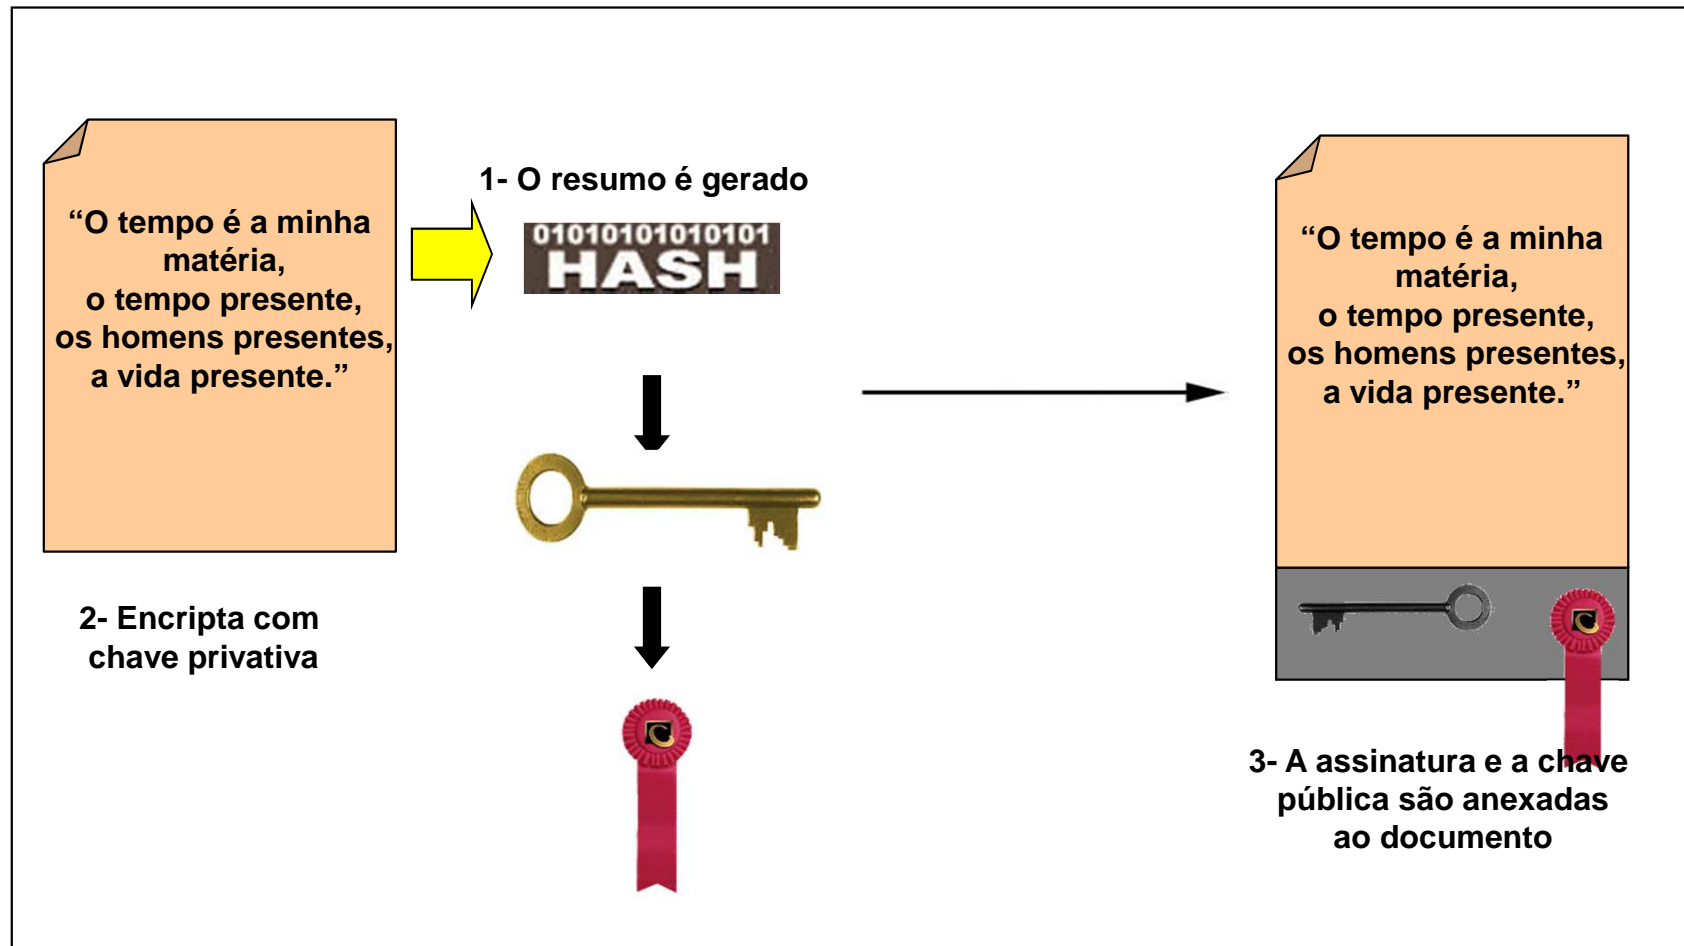 “O tempo é a minha
matéria,
o tempo presente,
os homens presentes,
a vida presente.”
1- O resumo é gerado
01010101010101
HASH
2- Encripta com
chave privativa
“O tempo é a minha
matéria,
o tempo presente,
os homens presentes,
a vida presente.”
3- A assinatura e a chave
pública são anexadas
ao documento